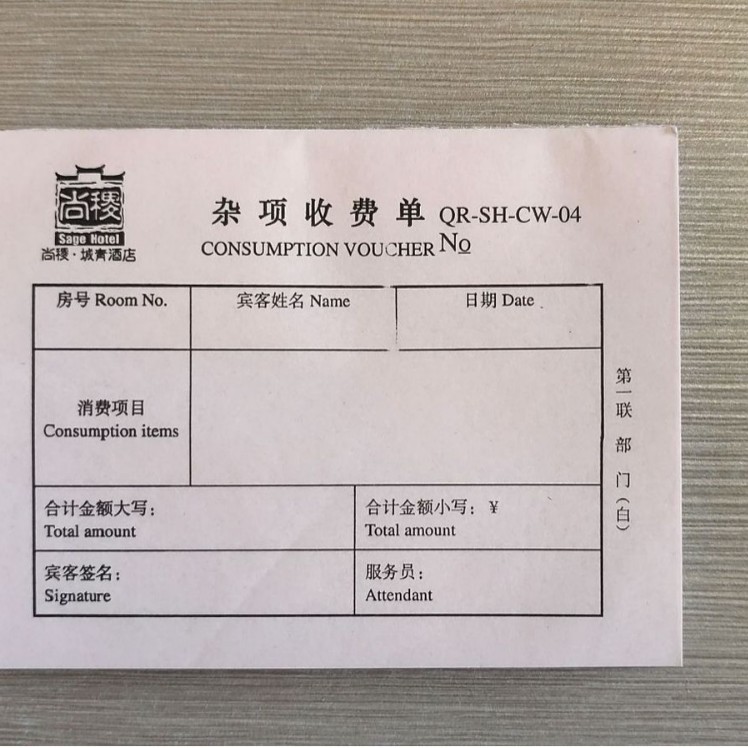 尚稷
Sage Hotel
尚稷·城青酒店
杂项收费单 QR-SH-CW-04
CONSUMPTION VOUCHER No
房号 Room No.
宾客姓名 Name
日期 Date
消费项目
Consumption items
合计金额大写：
Total amount
合计金额小写：¥
Total amount
宾客签名：
Signature
服务员：
Attendant
第一联 部门（白）